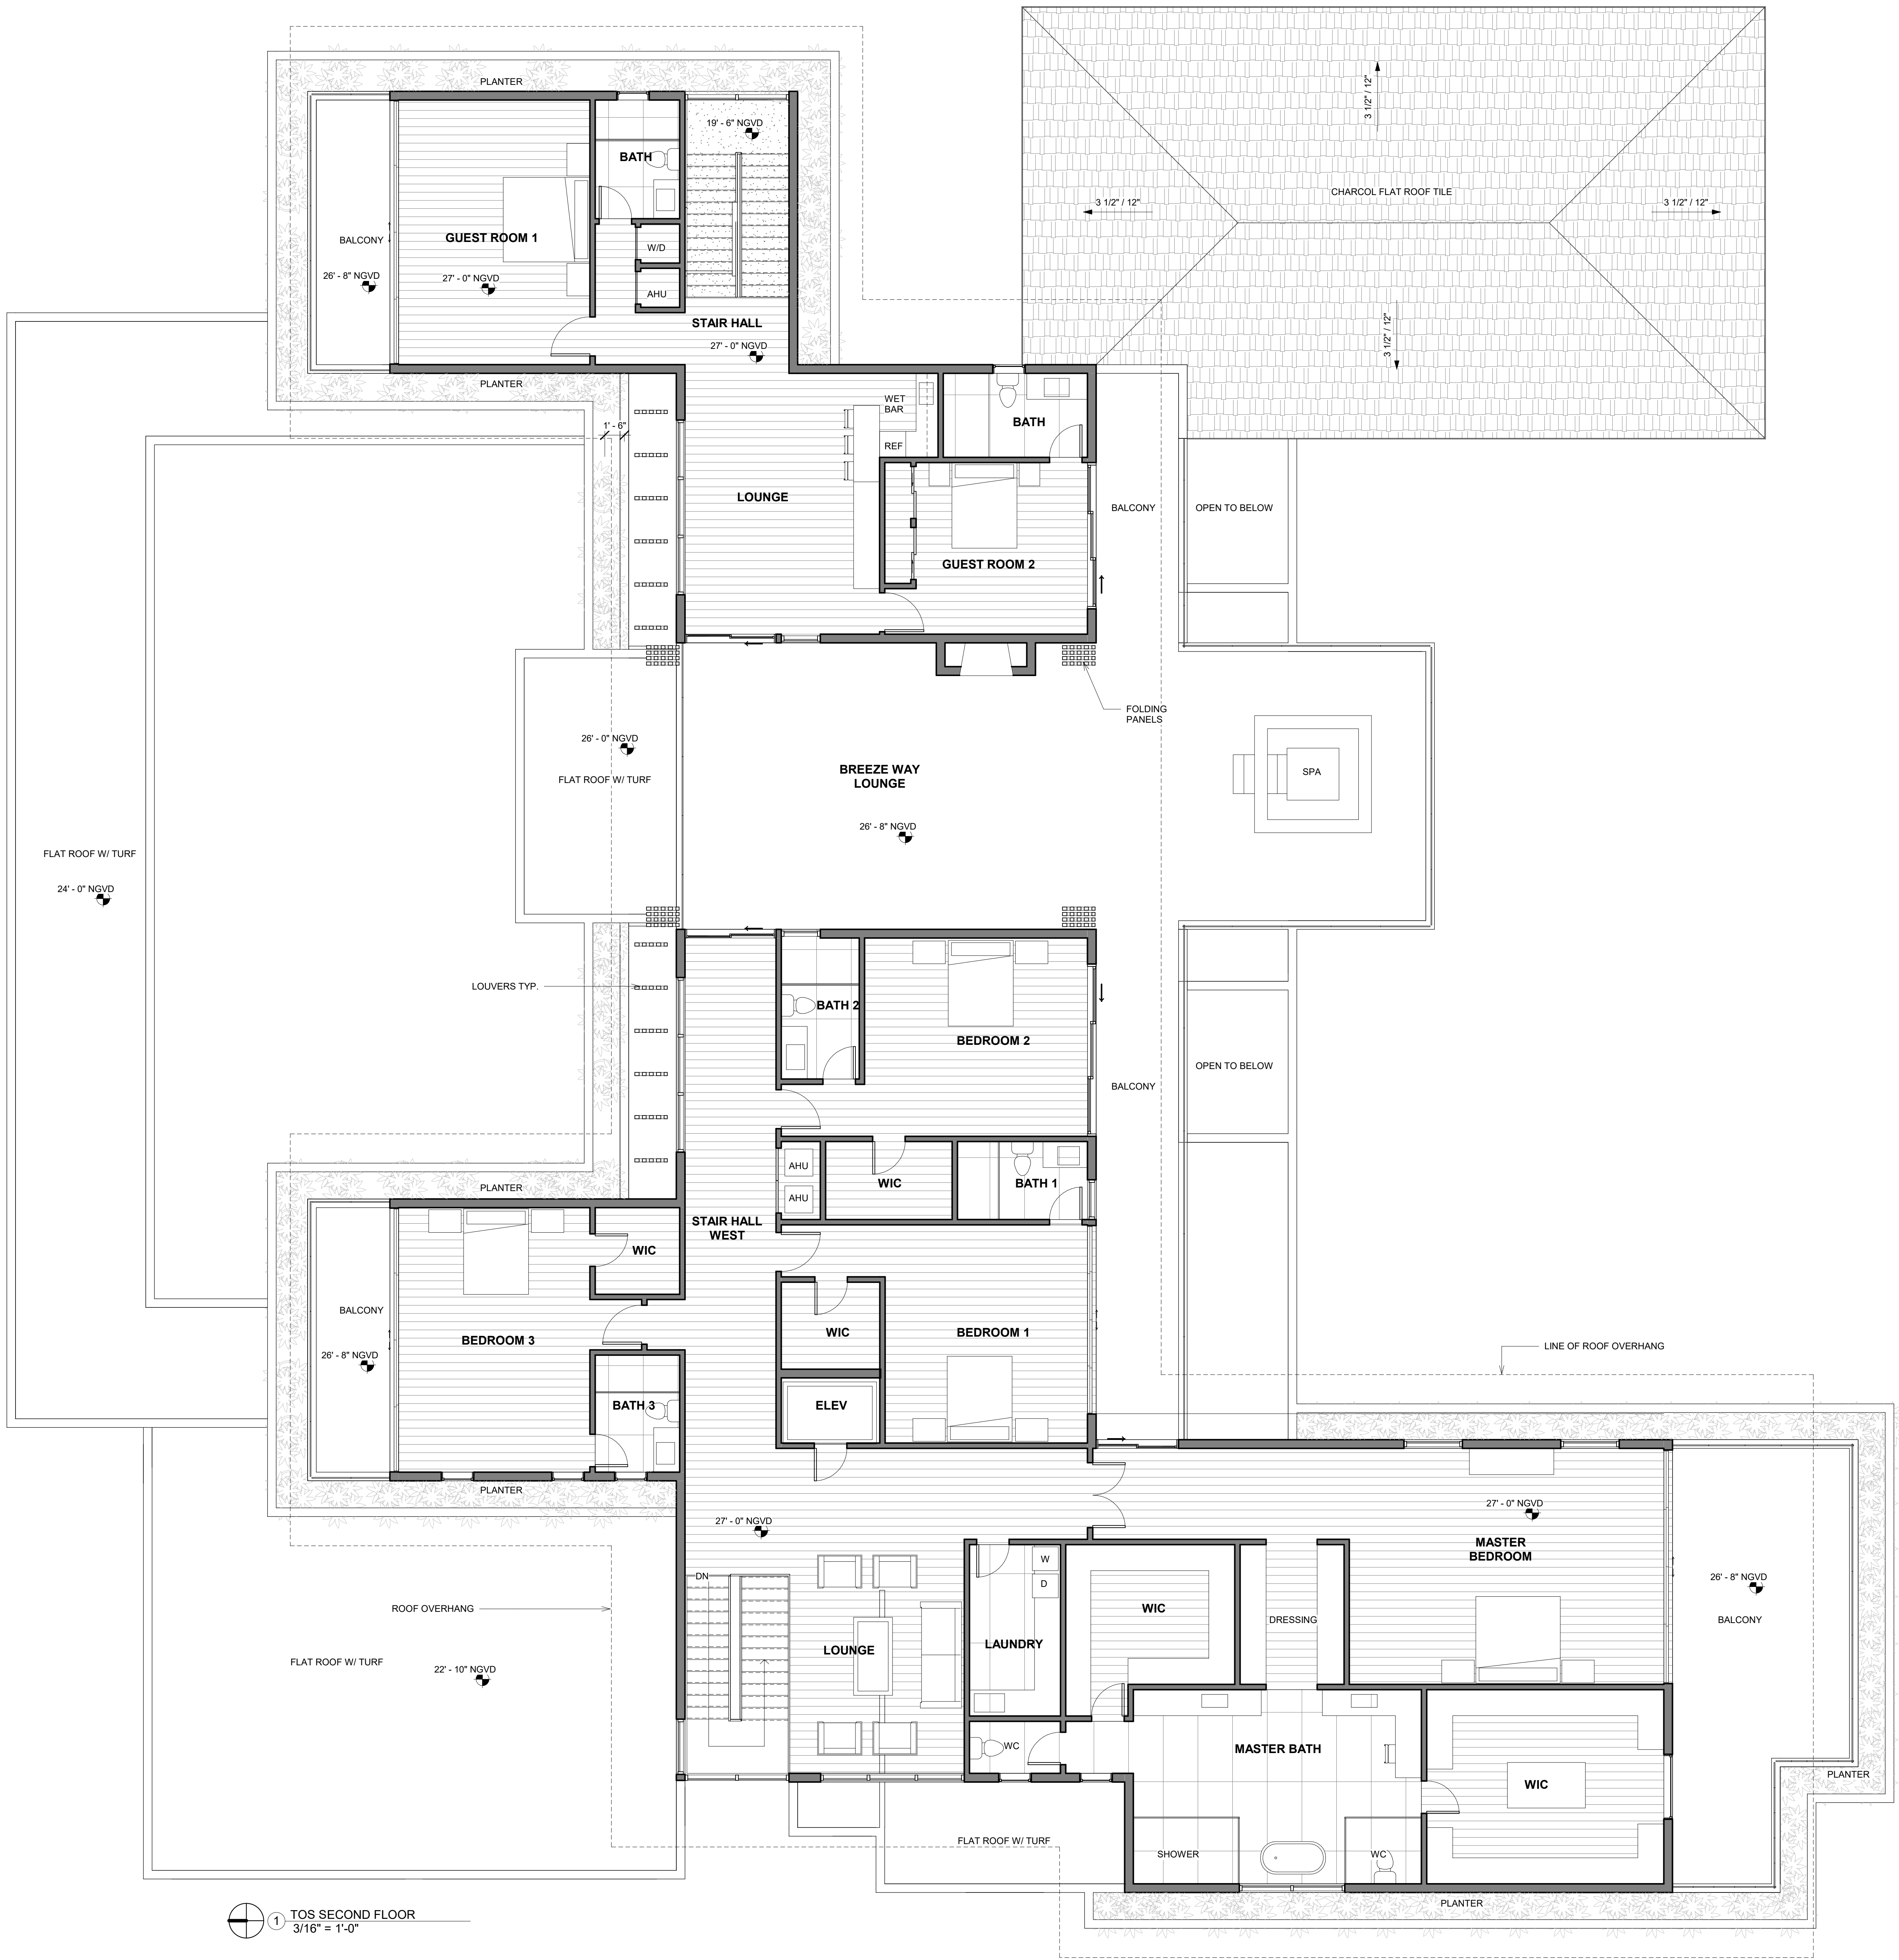 PLANTER
19' - 6" NGVD
3 1/2" / 12"
BATH
CHARCOL FLAT ROOF TILE
3 1/2" / 12"
3 1/2" / 12"
BALCONY
GUEST ROOM 1
W/D
26' - 8" NGVD
27' - 0" NGVD
AHU
STAIR HALL
27' - 0" NGVD
3 1/2" / 12"
PLANTER
1' - 6"
WET
BAR
BATH
REF
LOUNGE
BALCONY
OPEN TO BELOW
GUEST ROOM 2
FOLDING
PANELS
26' - 0" NGVD
FLAT ROOF W/ TURF
BREEZE WAY
LOUNGE
SPA
26' - 8" NGVD
FLAT ROOF W/ TURF
24' - 0" NGVD
LOUVERS TYP.
BATH 2
BEDROOM 2
BALCONY
OPEN TO BELOW
AHU
AHU
WIC
BATH 1
PLANTER
STAIR HALL
WEST
WIC
BALCONY
BEDROOM 3
26' - 8" NGVD
WIC
BEDROOM 1
LINE OF ROOF OVERHANG
BATH 3
ELEV
PLANTER
27' - 0" NGVD
27' - 0" NGVD
MASTER
BEDROOM
W
D
DN
26' - 8" NGVD
BALCONY
ROOF OVERHANG
WIC
DRESSING
LOUNGE
LAUNDRY
FLAT ROOF W/ TURF
22' - 10" NGVD
WC
MASTER BATH
WIC
PLANTER
FLAT ROOF W/ TURF
SHOWER
WC
PLANTER
1
TOS SECOND FLOOR
3/16" = 1'-0"